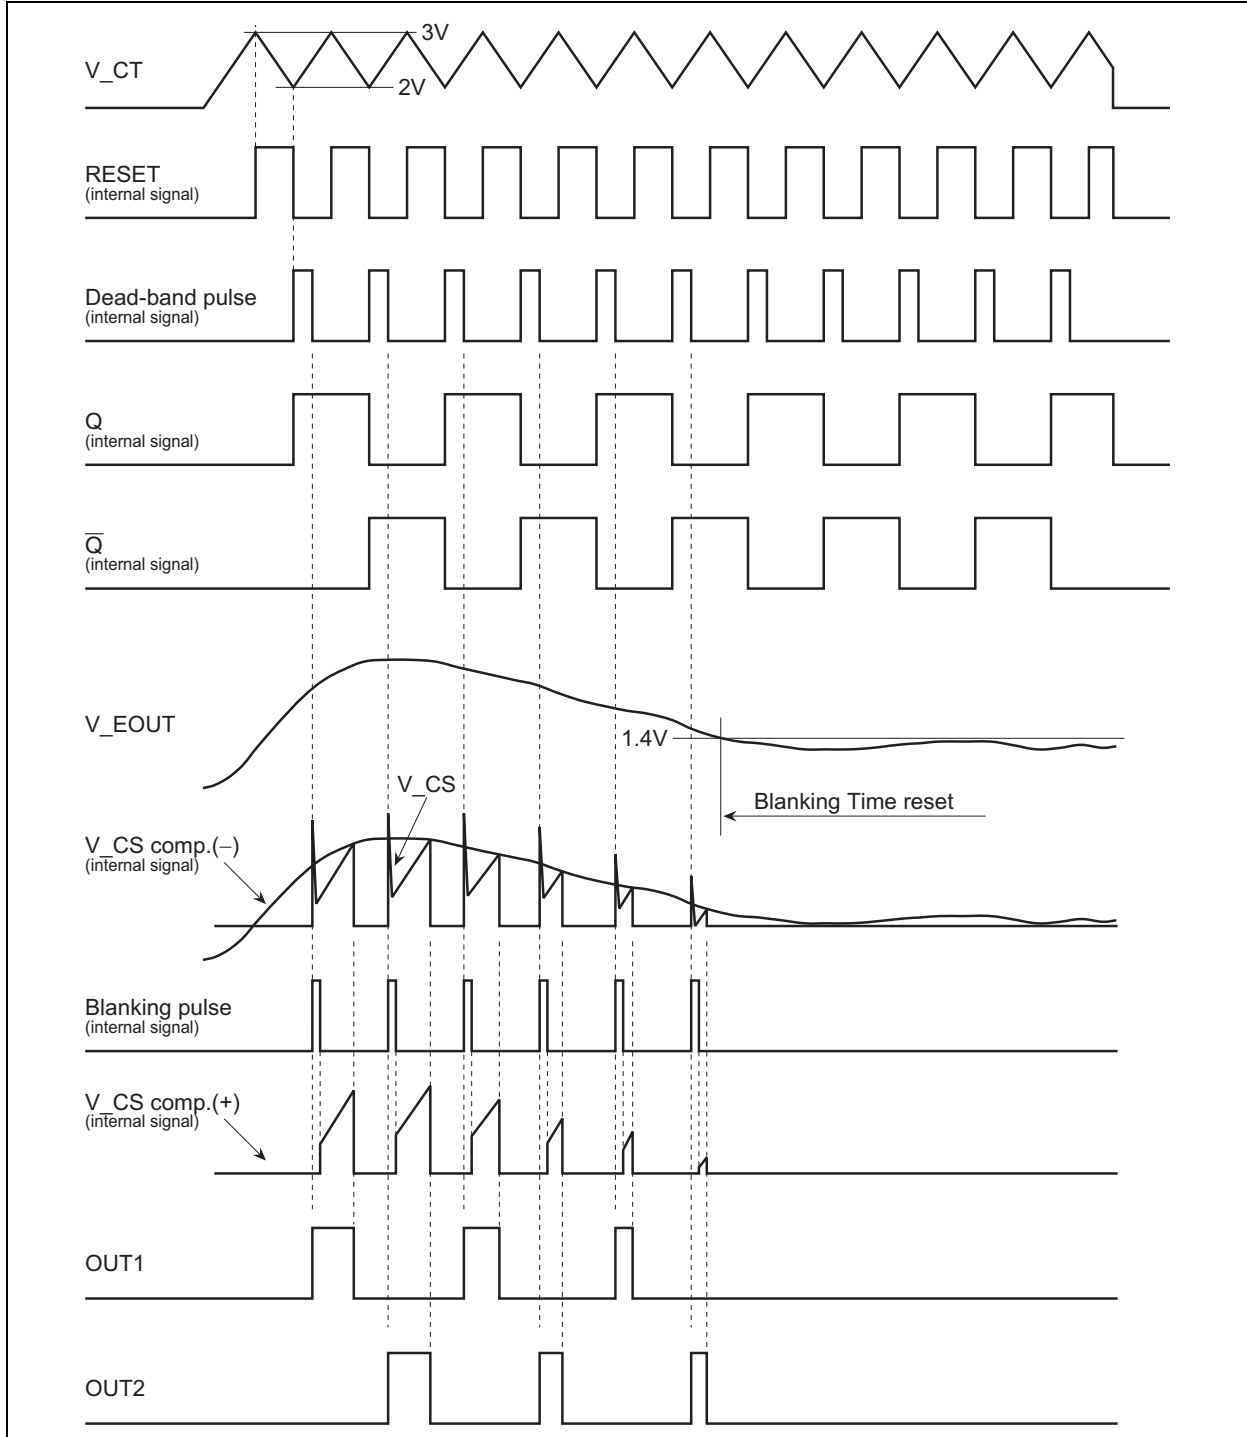 3V
V_CT
2V
RESET
(internal signal)
Dead-band pulse
(internal signal)
Q
(internal signal)
Q̅
(internal signal)
V_EOUT
1.4V
V_CS
Blanking Time reset
V_CS comp.(−)
(internal signal)
Blanking pulse
(internal signal)
V_CS comp.(+)
(internal signal)
OUT1
OUT2